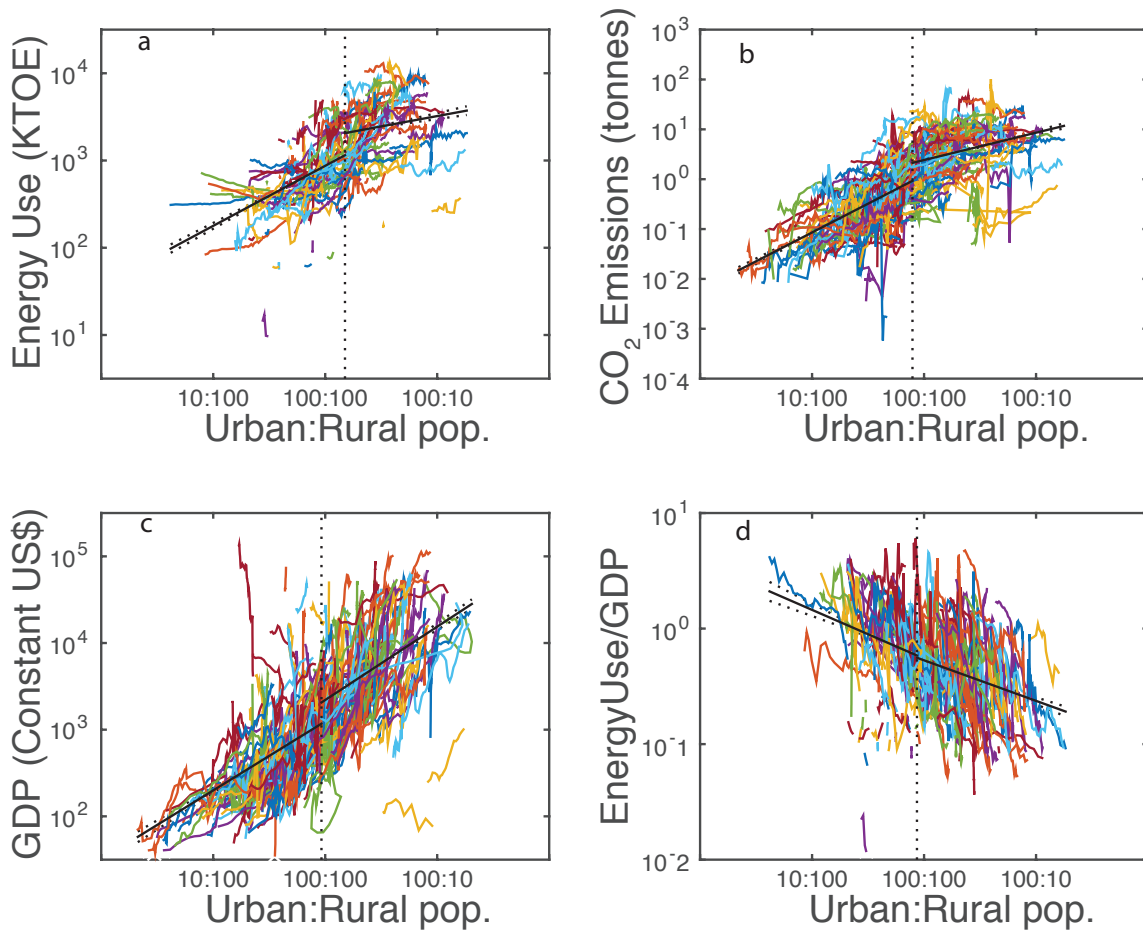 a
Energy Use (KTOE)
10^4
10^3
10^2
10^1
10:100 100:100 100:10
Urban:Rural pop.
b
CO_2 Emissions (tonnes)
10^3
10^2
10^1
10^0
10^-1
10^-2
10^-3
10^-4
10:100 100:100 100:10
Urban:Rural pop.
c
GDP (Constant US$)
10^5
10^4
10^3
10^2
10:100 100:100 100:10
Urban:Rural pop.
d
EnergyUse/GDP
10^1
10^0
10^-1
10^-2
10:100 100:100 100:10
Urban:Rural pop.